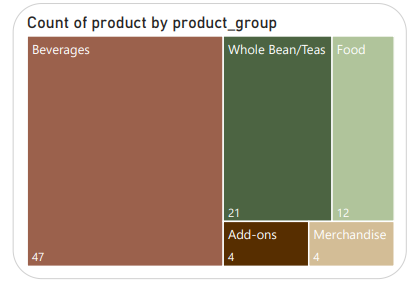 Count of product by product_group
Beverages
47
Whole Bean/Teas
21
Food
12
Add-ons
4
Merchandise
4